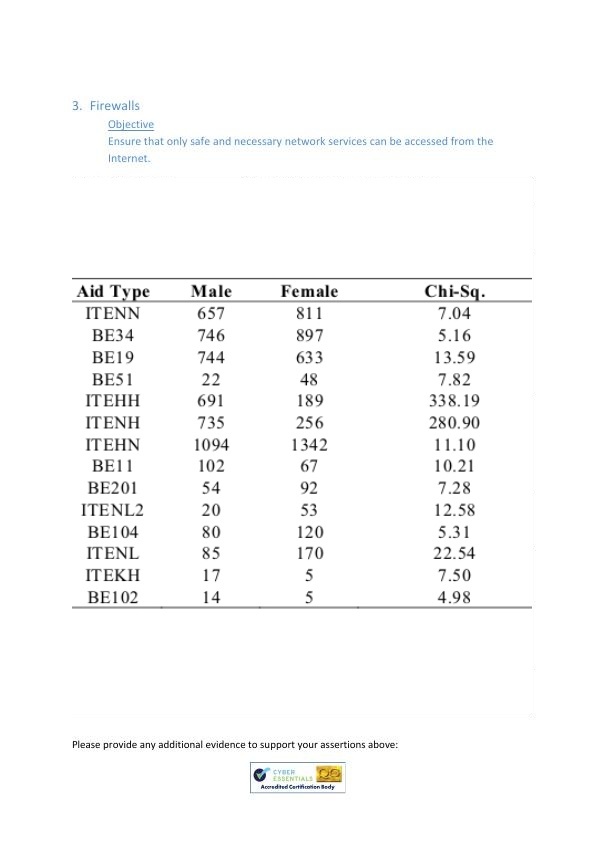 3. Firewalls
Objective
Ensure that only safe and necessary network services can be accessed from the
Internet.
Aid Type Male Female Chi-Sq.
ITENN 657 811 7.04
BE34 746 897 5.16
BE19 744 633 13.59
BE51 22 48 7.82
ITEHH 691 189 338.19
ITENH 735 256 280.90
ITEHN 1094 1342 11.10
BE11 102 67 10.21
BE201 54 92 7.28
ITENL2 20 53 12.58
BE104 80 120 5.31
ITENL 85 170 22.54
ITEKH 17 5 7.50
BE102 14 5 4.98
Please provide any additional evidence to support your assertions above:
CYBER
ESSENTIALS
Accredited Certification Body